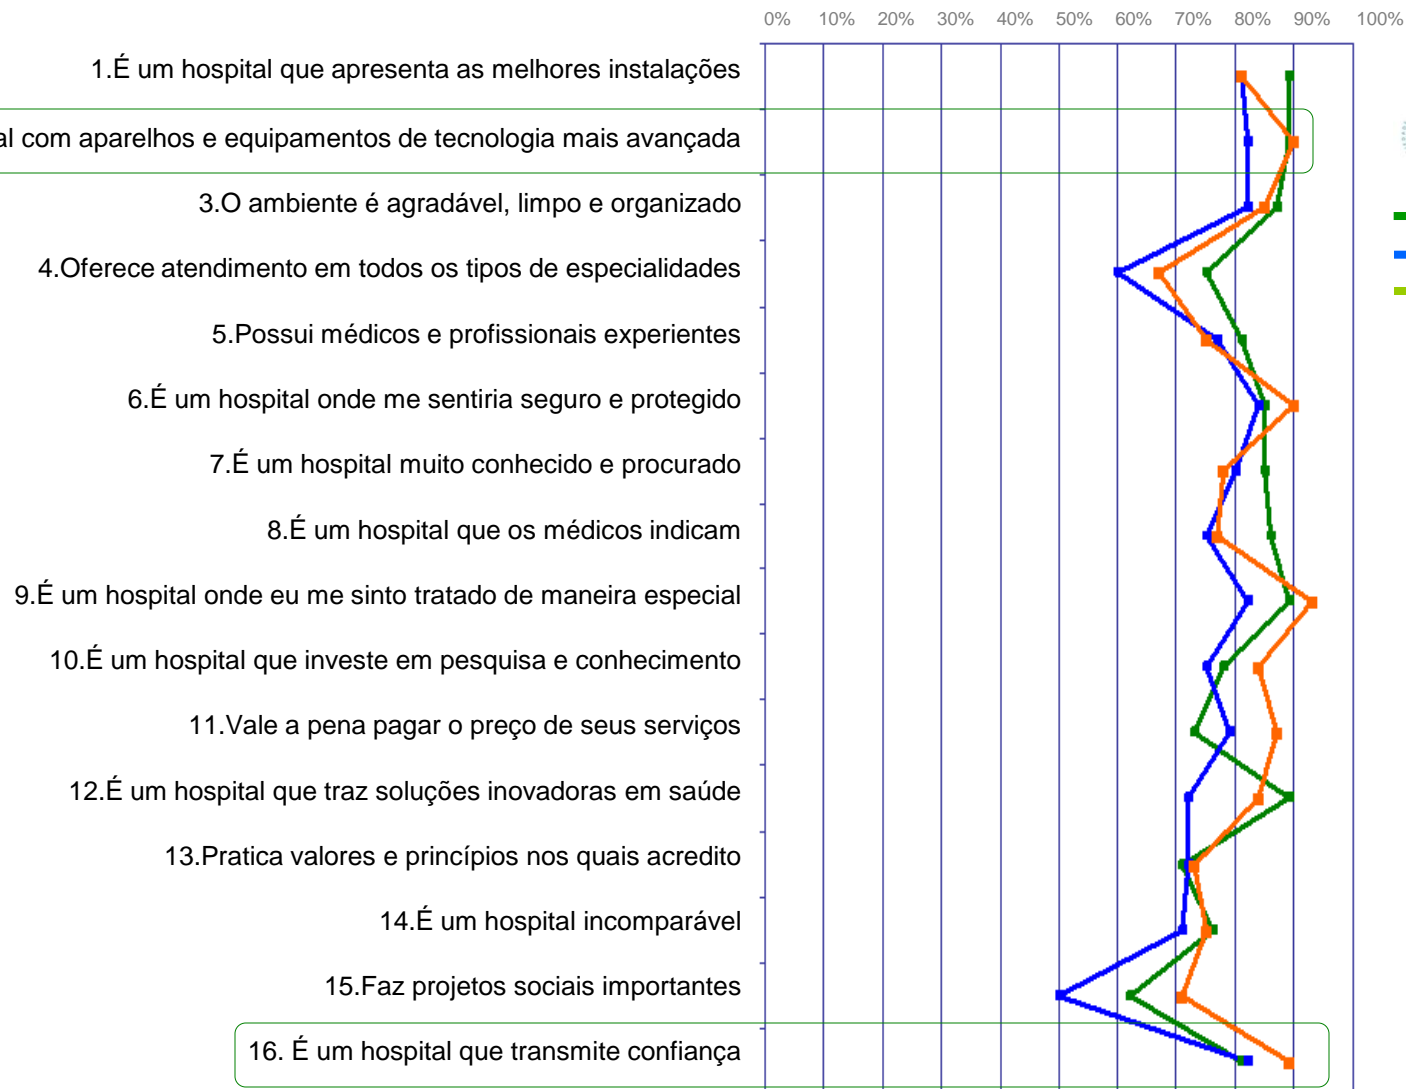 0% 10% 20% 30% 40% 50% 60% 70% 80% 90% 100%
1.É um hospital que apresenta as melhores instalações
com aparelhos e equipamentos de tecnologia mais avançada
3.O ambiente é agradável, limpo e organizado
4.Oferece atendimento em todos os tipos de especialidades
5.Possui médicos e profissionais experientes
6.É um hospital onde me sentiria seguro e protegido
7.É um hospital muito conhecido e procurado
8.É um hospital que os médicos indicam
9.É um hospital onde eu me sinto tratado de maneira especial
10.É um hospital que investe em pesquisa e conhecimento
11.Vale a pena pagar o preço de seus serviços
12.É um hospital que traz soluções inovadoras em saúde
13.Pratica valores e princípios nos quais acredito
14.É um hospital incomparável
15.Faz projetos sociais importantes
16. É um hospital que transmite confiança